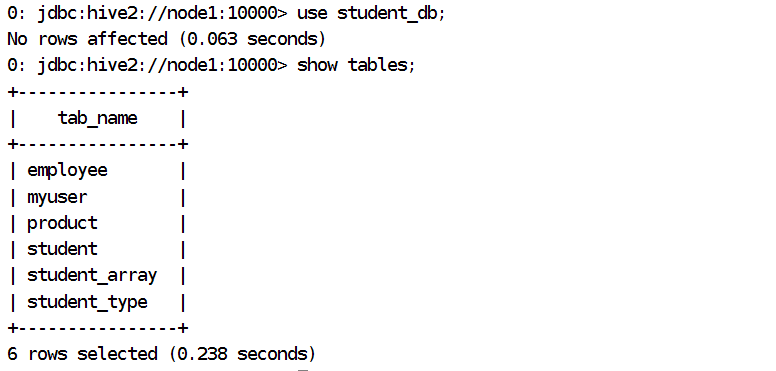 0: jdbc:hive2://node1:10000> use student_db;
No rows affected (0.063 seconds)
0: jdbc:hive2://node1:10000> show tables;
+----------------+
|    tab_name    |
+----------------+
| employee       |
| myuser         |
| product        |
| student        |
| student_array  |
| student_type   |
+----------------+
6 rows selected (0.238 seconds)